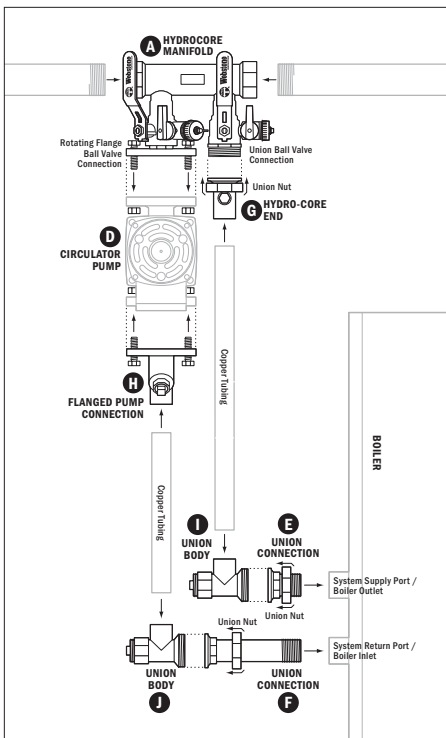 A HYDROCORE
MANIFOLD
Webstone
Webstone
Rotating Flange
Ball Valve
Connection
Union Ball Valve
Connection
Union Nut
G HYDRO-CORE
END
D
CIRCULATOR
PUMP
Copper Tubing
H
FLANGED PUMP
CONNECTION
Copper Tubing
BOILER
I
UNION
BODY
E
UNION
CONNECTION
System Supply Port /
Boiler Outlet
Union Nut
Union Nut
System Return Port /
Boiler Inlet
UNION
BODY
J
UNION
CONNECTION
F